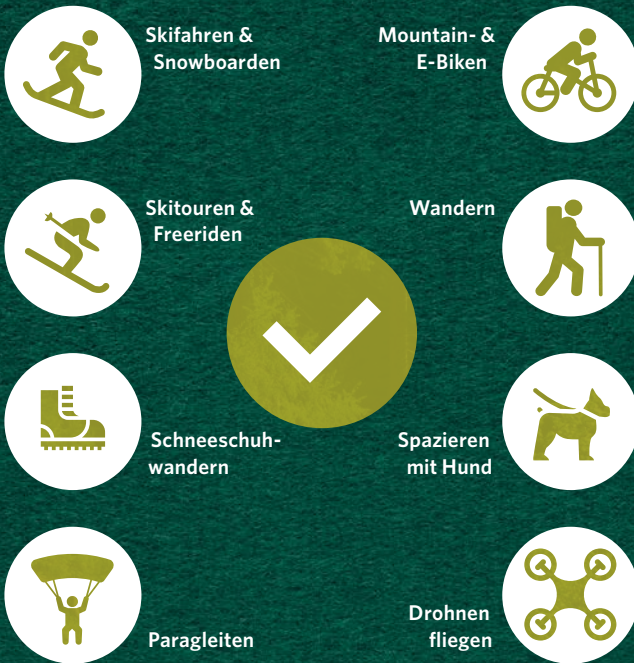 Skifahren &
Snowboarden
Mountain- &
E-Biken
Skitouren &
Freeriden
Wandern
Schneeschuh-
wandern
Spazieren
mit Hund
Paragleiten
Drohnen
fliegen